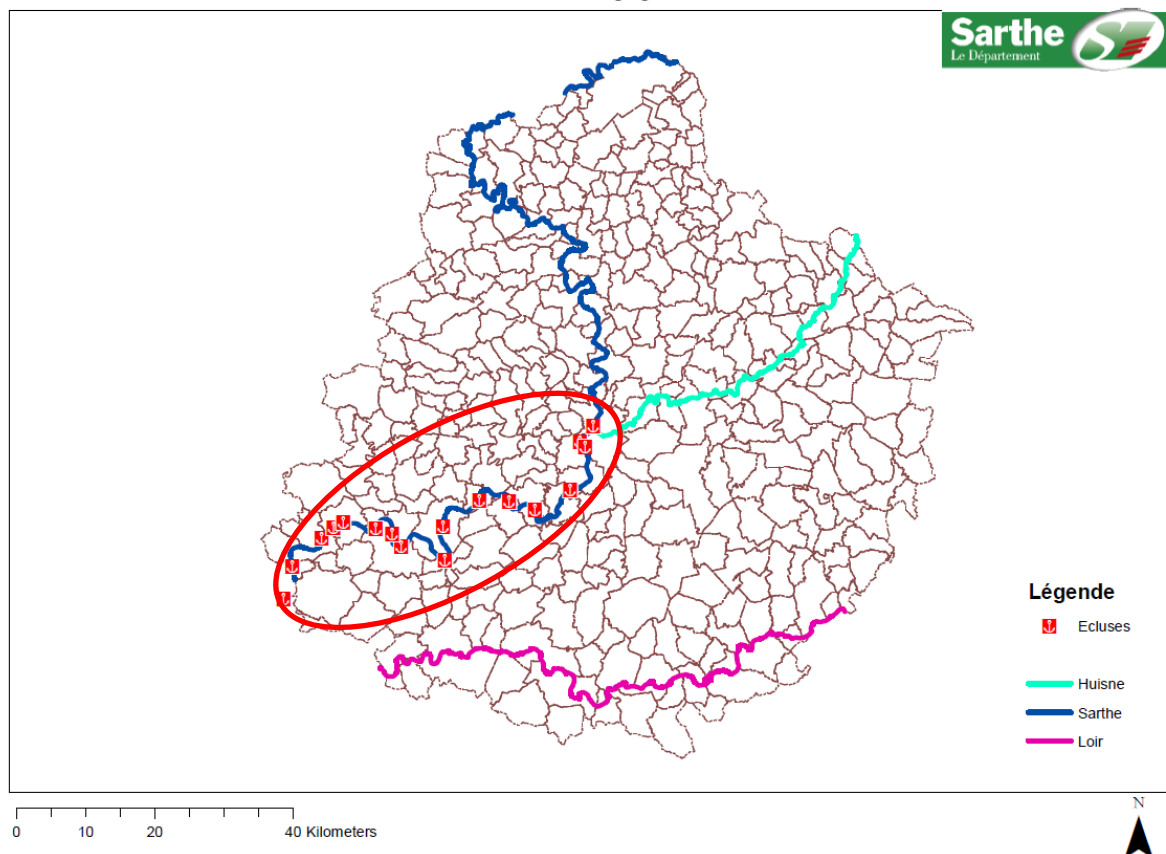 Sarthe
Le Département
Légende
Ecluses
Huisne
Sarthe
Loir
0 10 20 40 Kilometers
N